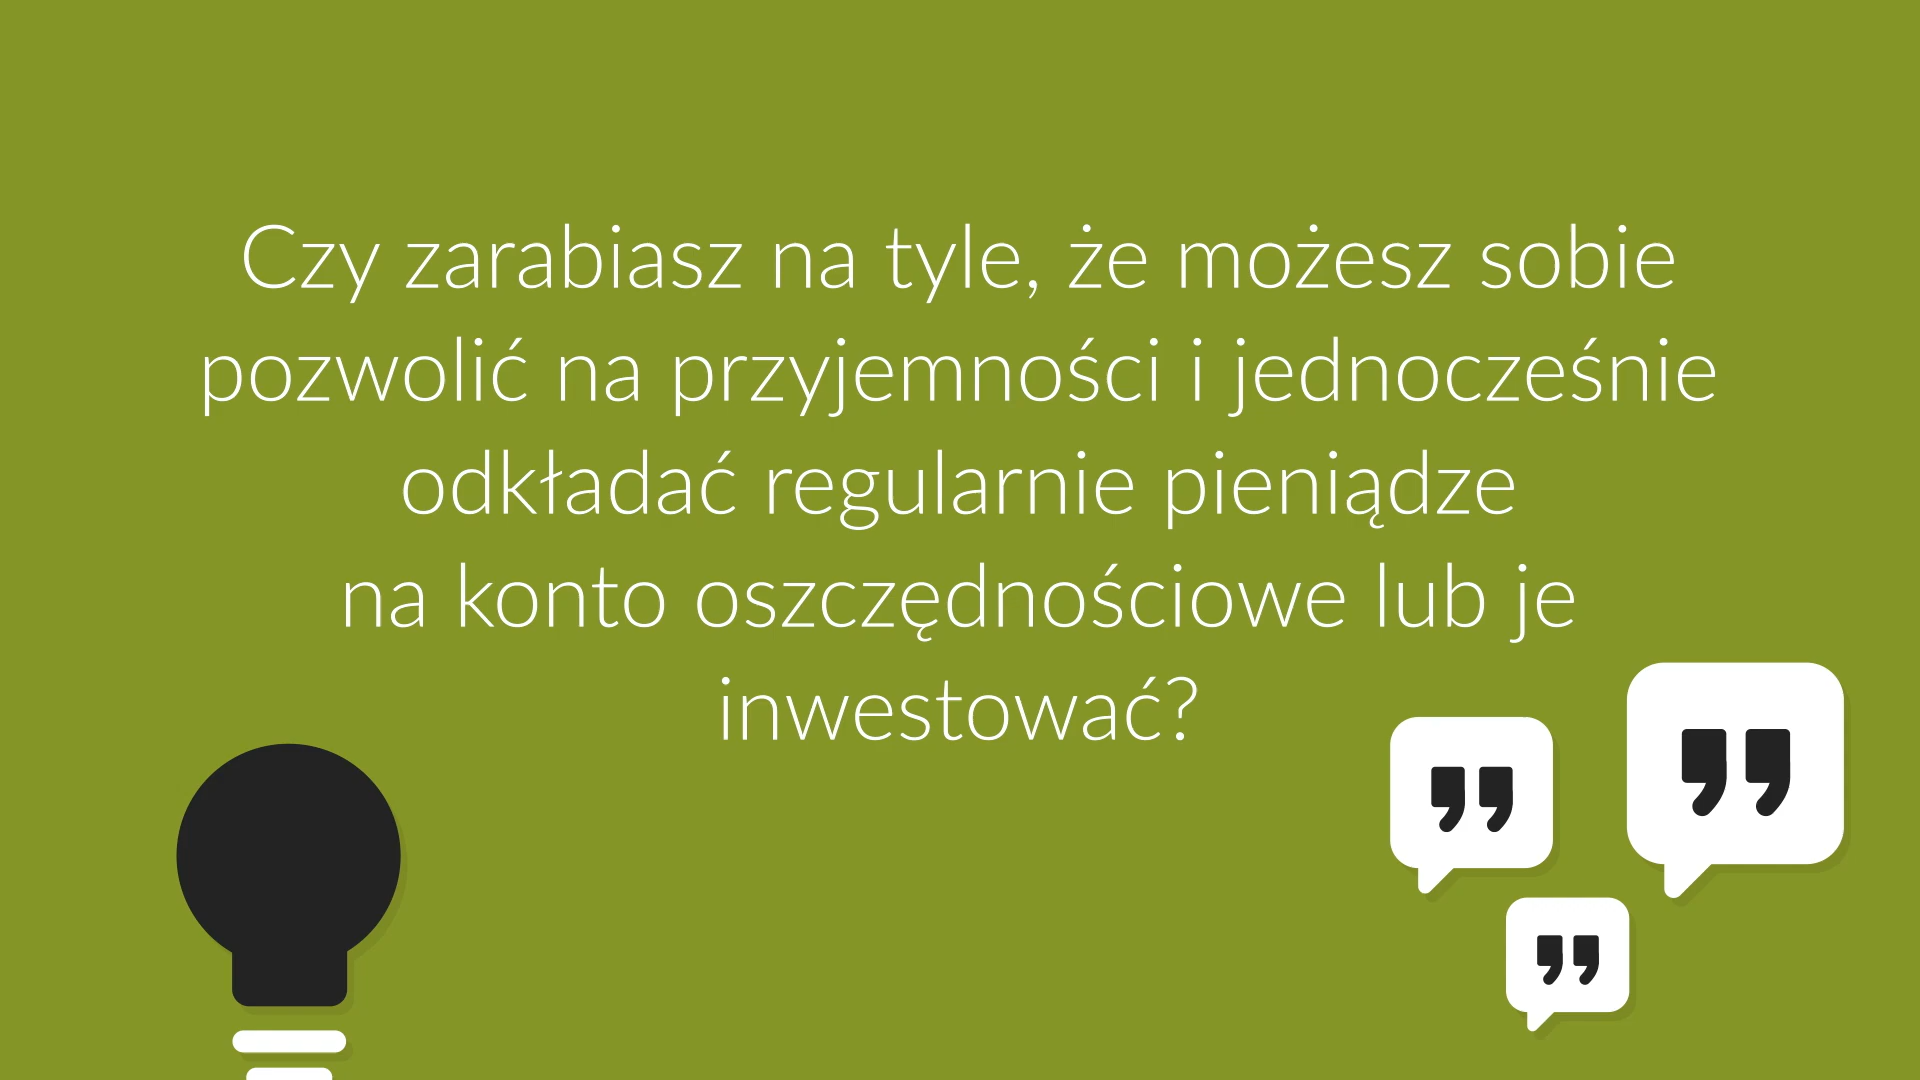 Czy zarabiasz na tyle, że możesz sobie
pozwolić na przyjemności i jednocześnie
odkładać regularnie pieniądze
na konto oszczędnościowe lub je
inwestować?